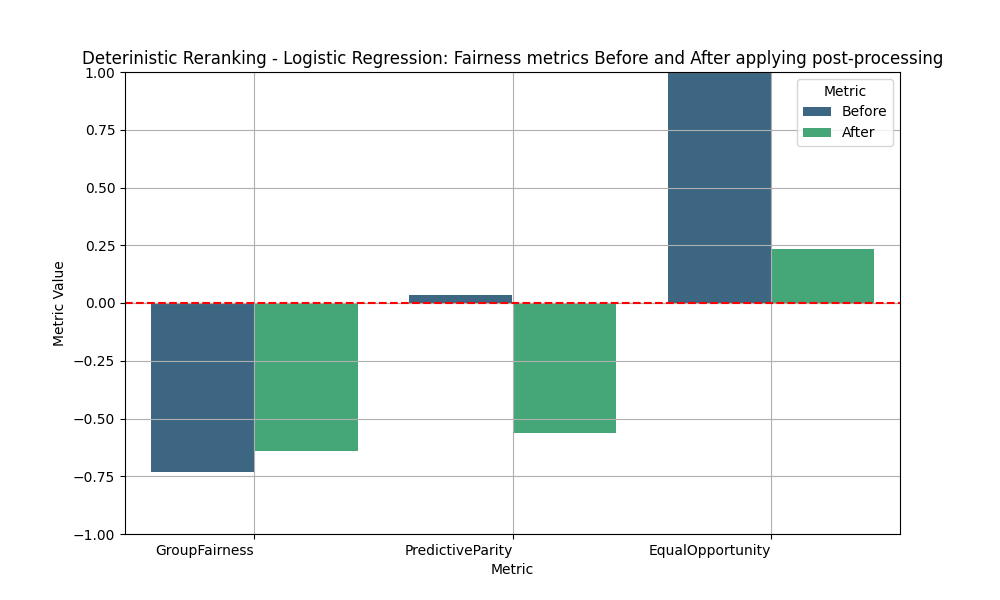 Deterinistic Reranking - Logistic Regression: Fairness metrics Before and After applying post-processing
Metric
Before
After
1.00
0.75
0.50
0.25
0.00
−0.25
−0.50
−0.75
−1.00
Metric Value
GroupFairness
PredictiveParity
EqualOpportunity
Metric